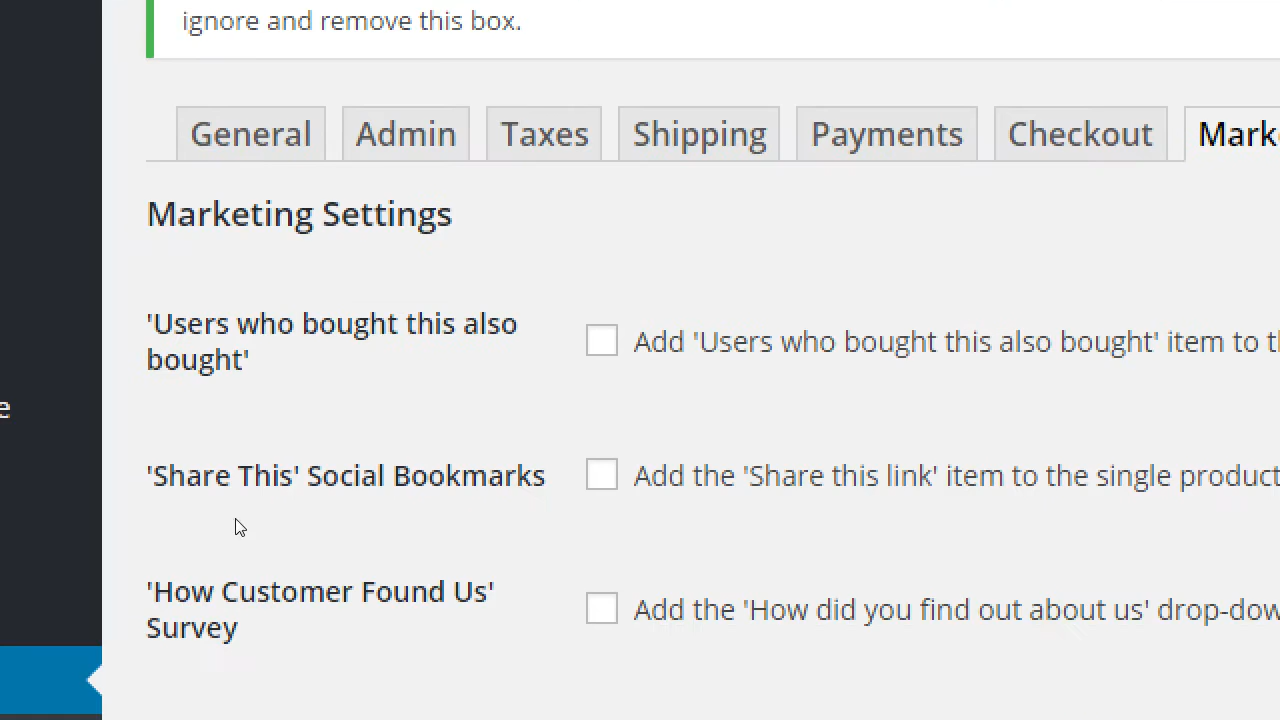 ignore and remove this box.
General Admin Taxes Shipping Payments Checkout
Marketing Settings
'Users who bought this also
bought'
Add 'Users who bought this also bought' item to
'Share This' Social Bookmarks
Add the 'Share this link' item to the single product
'How Customer Found Us'
Survey
Add the 'How did you find out about us'